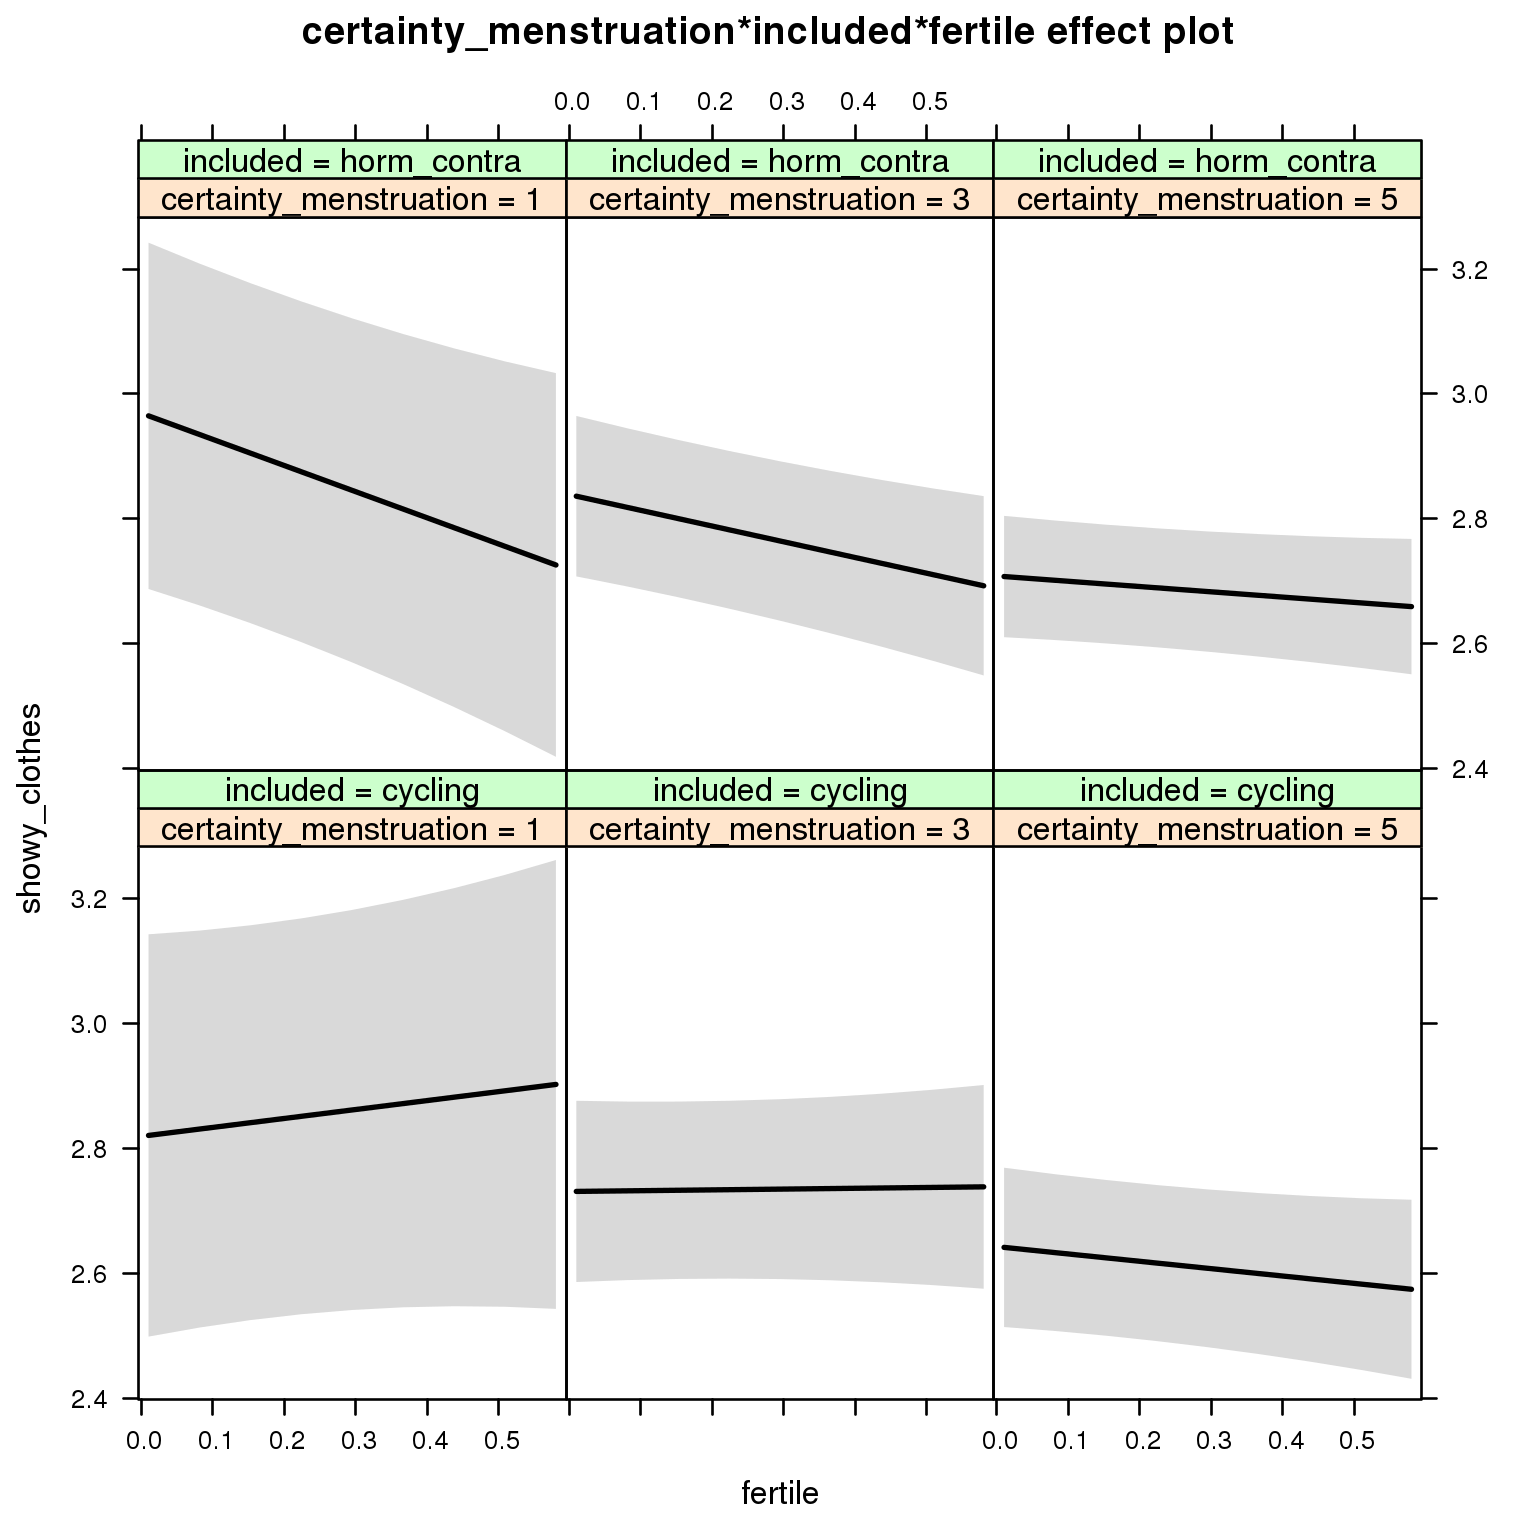 certainty_menstruation*included*fertile effect plot
0.0 0.1 0.2 0.3 0.4 0.5
included = horm_contra included = horm_contra included = horm_contra
certainty_menstruation = 1 certainty_menstruation = 3 certainty_menstruation = 5
3.2
3.0
2.8
2.6
2.4
included = cycling included = cycling included = cycling
certainty_menstruation = 1 certainty_menstruation = 3 certainty_menstruation = 5
showy_clothes
3.2
3.0
2.8
2.6
2.4
0.0 0.1 0.2 0.3 0.4 0.5 0.0 0.1 0.2 0.3 0.4 0.5
fertile